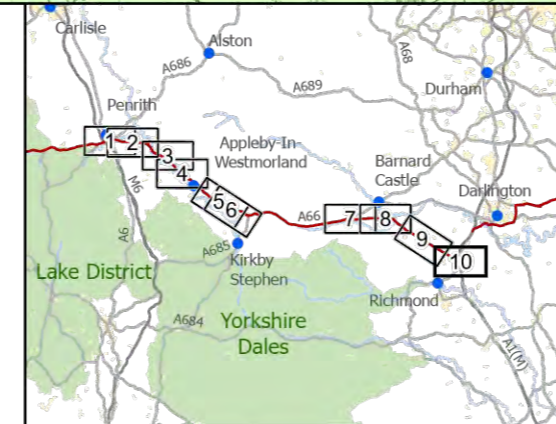 Carlisle
Alston
A686
A689
A68
Durham
Penrith
1
2
3
4
5
6
Appleby-In-
Westmorland
Barnard
Castle
Darlington
M6
A6
A66
7
8
9
10
A685
Kirkby
Stephen
Lake District
Richmond
A684
Yorkshire
Dales
A1(M)